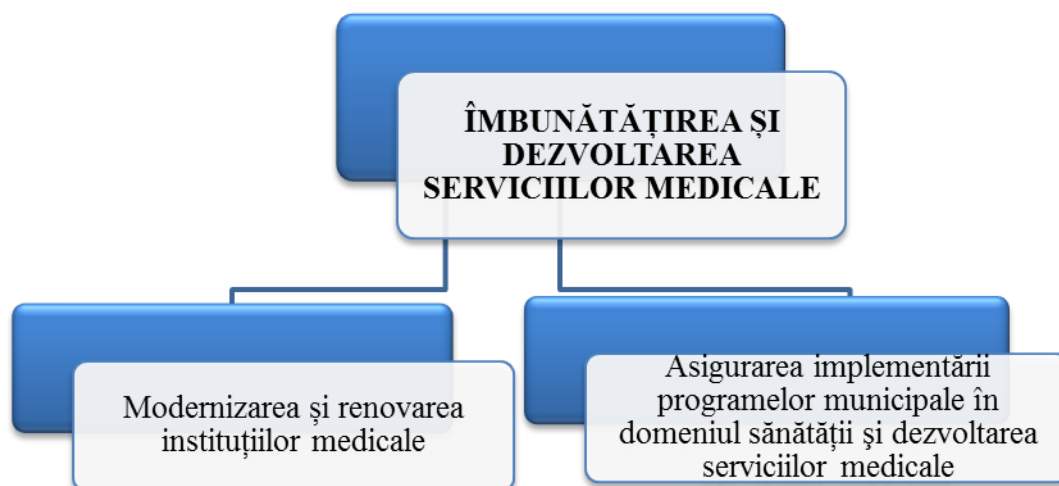 ÎMBUNĂTĂȚIREA ȘI
DEZVOLTAREA
SERVICIILOR MEDICALE
Modernizarea și renovarea
instituțiilor medicale
Asigurarea implementării
programelor municipale în
domeniul sănătății şi dezvoltarea
serviciilor medicale